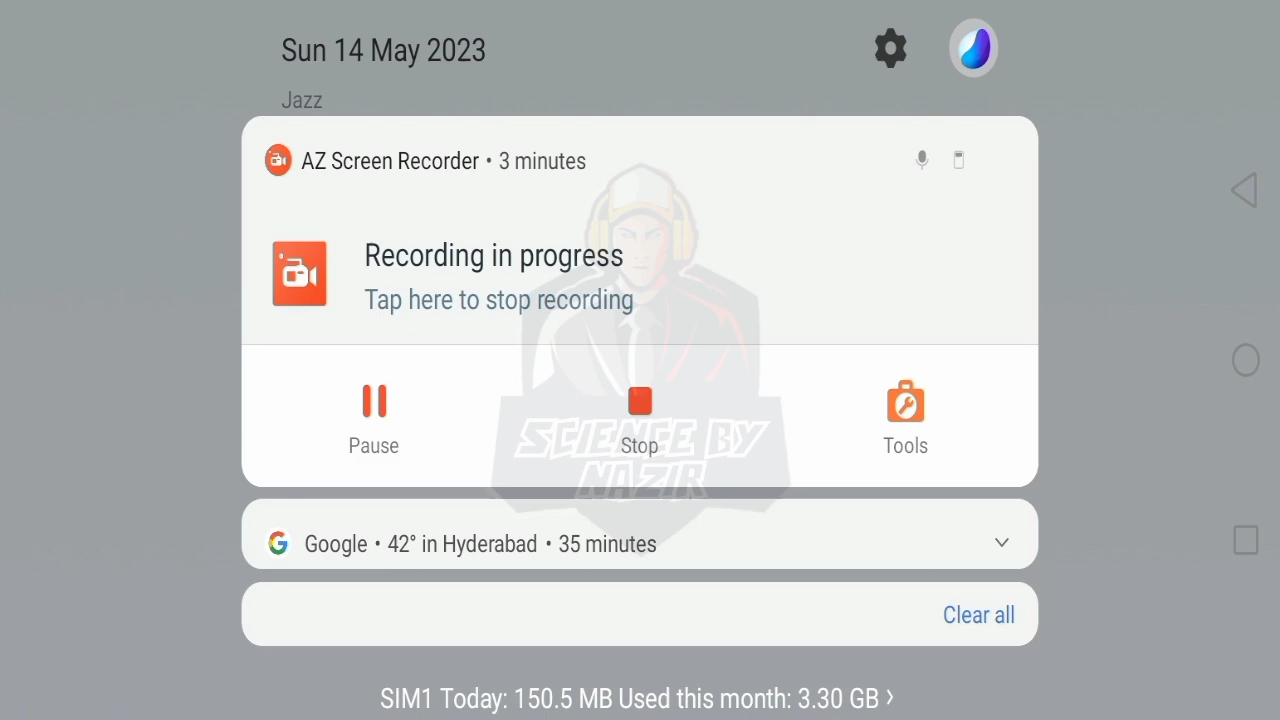 Sun 14 May 2023
Jazz
AZ Screen Recorder • 3 minutes
Recording in progress
Tap here to stop recording
Pause
Stop
Tools
SCIENCE BY
NAZIR
Google • 42° in Hyderabad • 35 minutes
Clear all
SIM1 Today: 150.5 MB Used this month: 3.30 GB ›